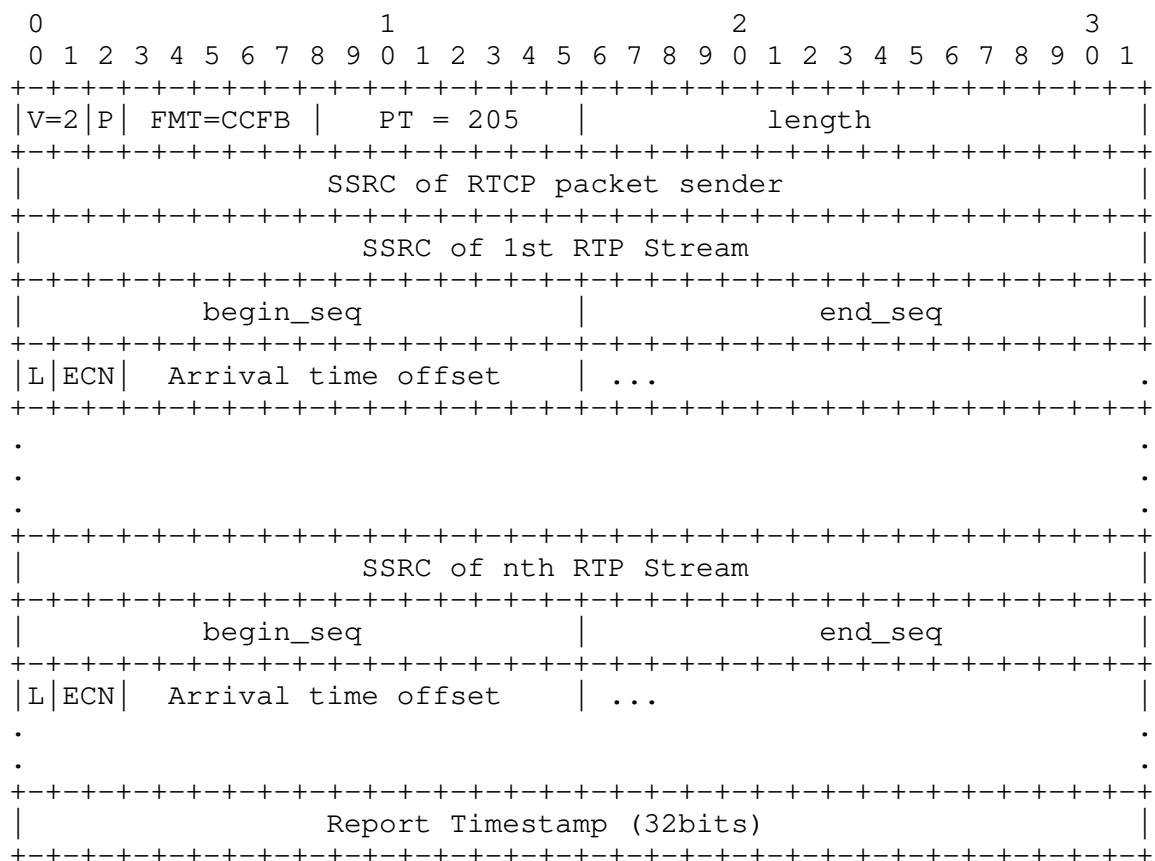 0                   1                   2                   3
 0 1 2 3 4 5 6 7 8 9 0 1 2 3 4 5 6 7 8 9 0 1 2 3 4 5 6 7 8 9 0 1
+-+-+-+-+-+-+-+-+-+-+-+-+-+-+-+-+-+-+-+-+-+-+-+-+-+-+-+-+-+-+-+-+
|V=2|P| FMT=CCFB |   PT = 205    |          length               |
+-+-+-+-+-+-+-+-+-+-+-+-+-+-+-+-+-+-+-+-+-+-+-+-+-+-+-+-+-+-+-+-+
|                 SSRC of RTCP packet sender                     |
+-+-+-+-+-+-+-+-+-+-+-+-+-+-+-+-+-+-+-+-+-+-+-+-+-+-+-+-+-+-+-+-+
|                   SSRC of 1st RTP Stream                       |
+-+-+-+-+-+-+-+-+-+-+-+-+-+-+-+-+-+-+-+-+-+-+-+-+-+-+-+-+-+-+-+-+
|          begin_seq            |             end_seq            |
+-+-+-+-+-+-+-+-+-+-+-+-+-+-+-+-+-+-+-+-+-+-+-+-+-+-+-+-+-+-+-+-+
|L|ECN|  Arrival time offset    | ...                            .
+-+-+-+-+-+-+-+-+-+-+-+-+-+-+-+-+-+-+-+-+-+-+-+-+-+-+-+-+-+-+-+-+
.                                                                .
.                                                                .
.                                                                .
+-+-+-+-+-+-+-+-+-+-+-+-+-+-+-+-+-+-+-+-+-+-+-+-+-+-+-+-+-+-+-+-+
|                   SSRC of nth RTP Stream                       |
+-+-+-+-+-+-+-+-+-+-+-+-+-+-+-+-+-+-+-+-+-+-+-+-+-+-+-+-+-+-+-+-+
|          begin_seq            |             end_seq            |
+-+-+-+-+-+-+-+-+-+-+-+-+-+-+-+-+-+-+-+-+-+-+-+-+-+-+-+-+-+-+-+-+
|L|ECN|  Arrival time offset    | ...                            |
.                                                                .
.                                                                .
+-+-+-+-+-+-+-+-+-+-+-+-+-+-+-+-+-+-+-+-+-+-+-+-+-+-+-+-+-+-+-+-+
|                 Report Timestamp (32bits)                      |
+-+-+-+-+-+-+-+-+-+-+-+-+-+-+-+-+-+-+-+-+-+-+-+-+-+-+-+-+-+-+-+-+